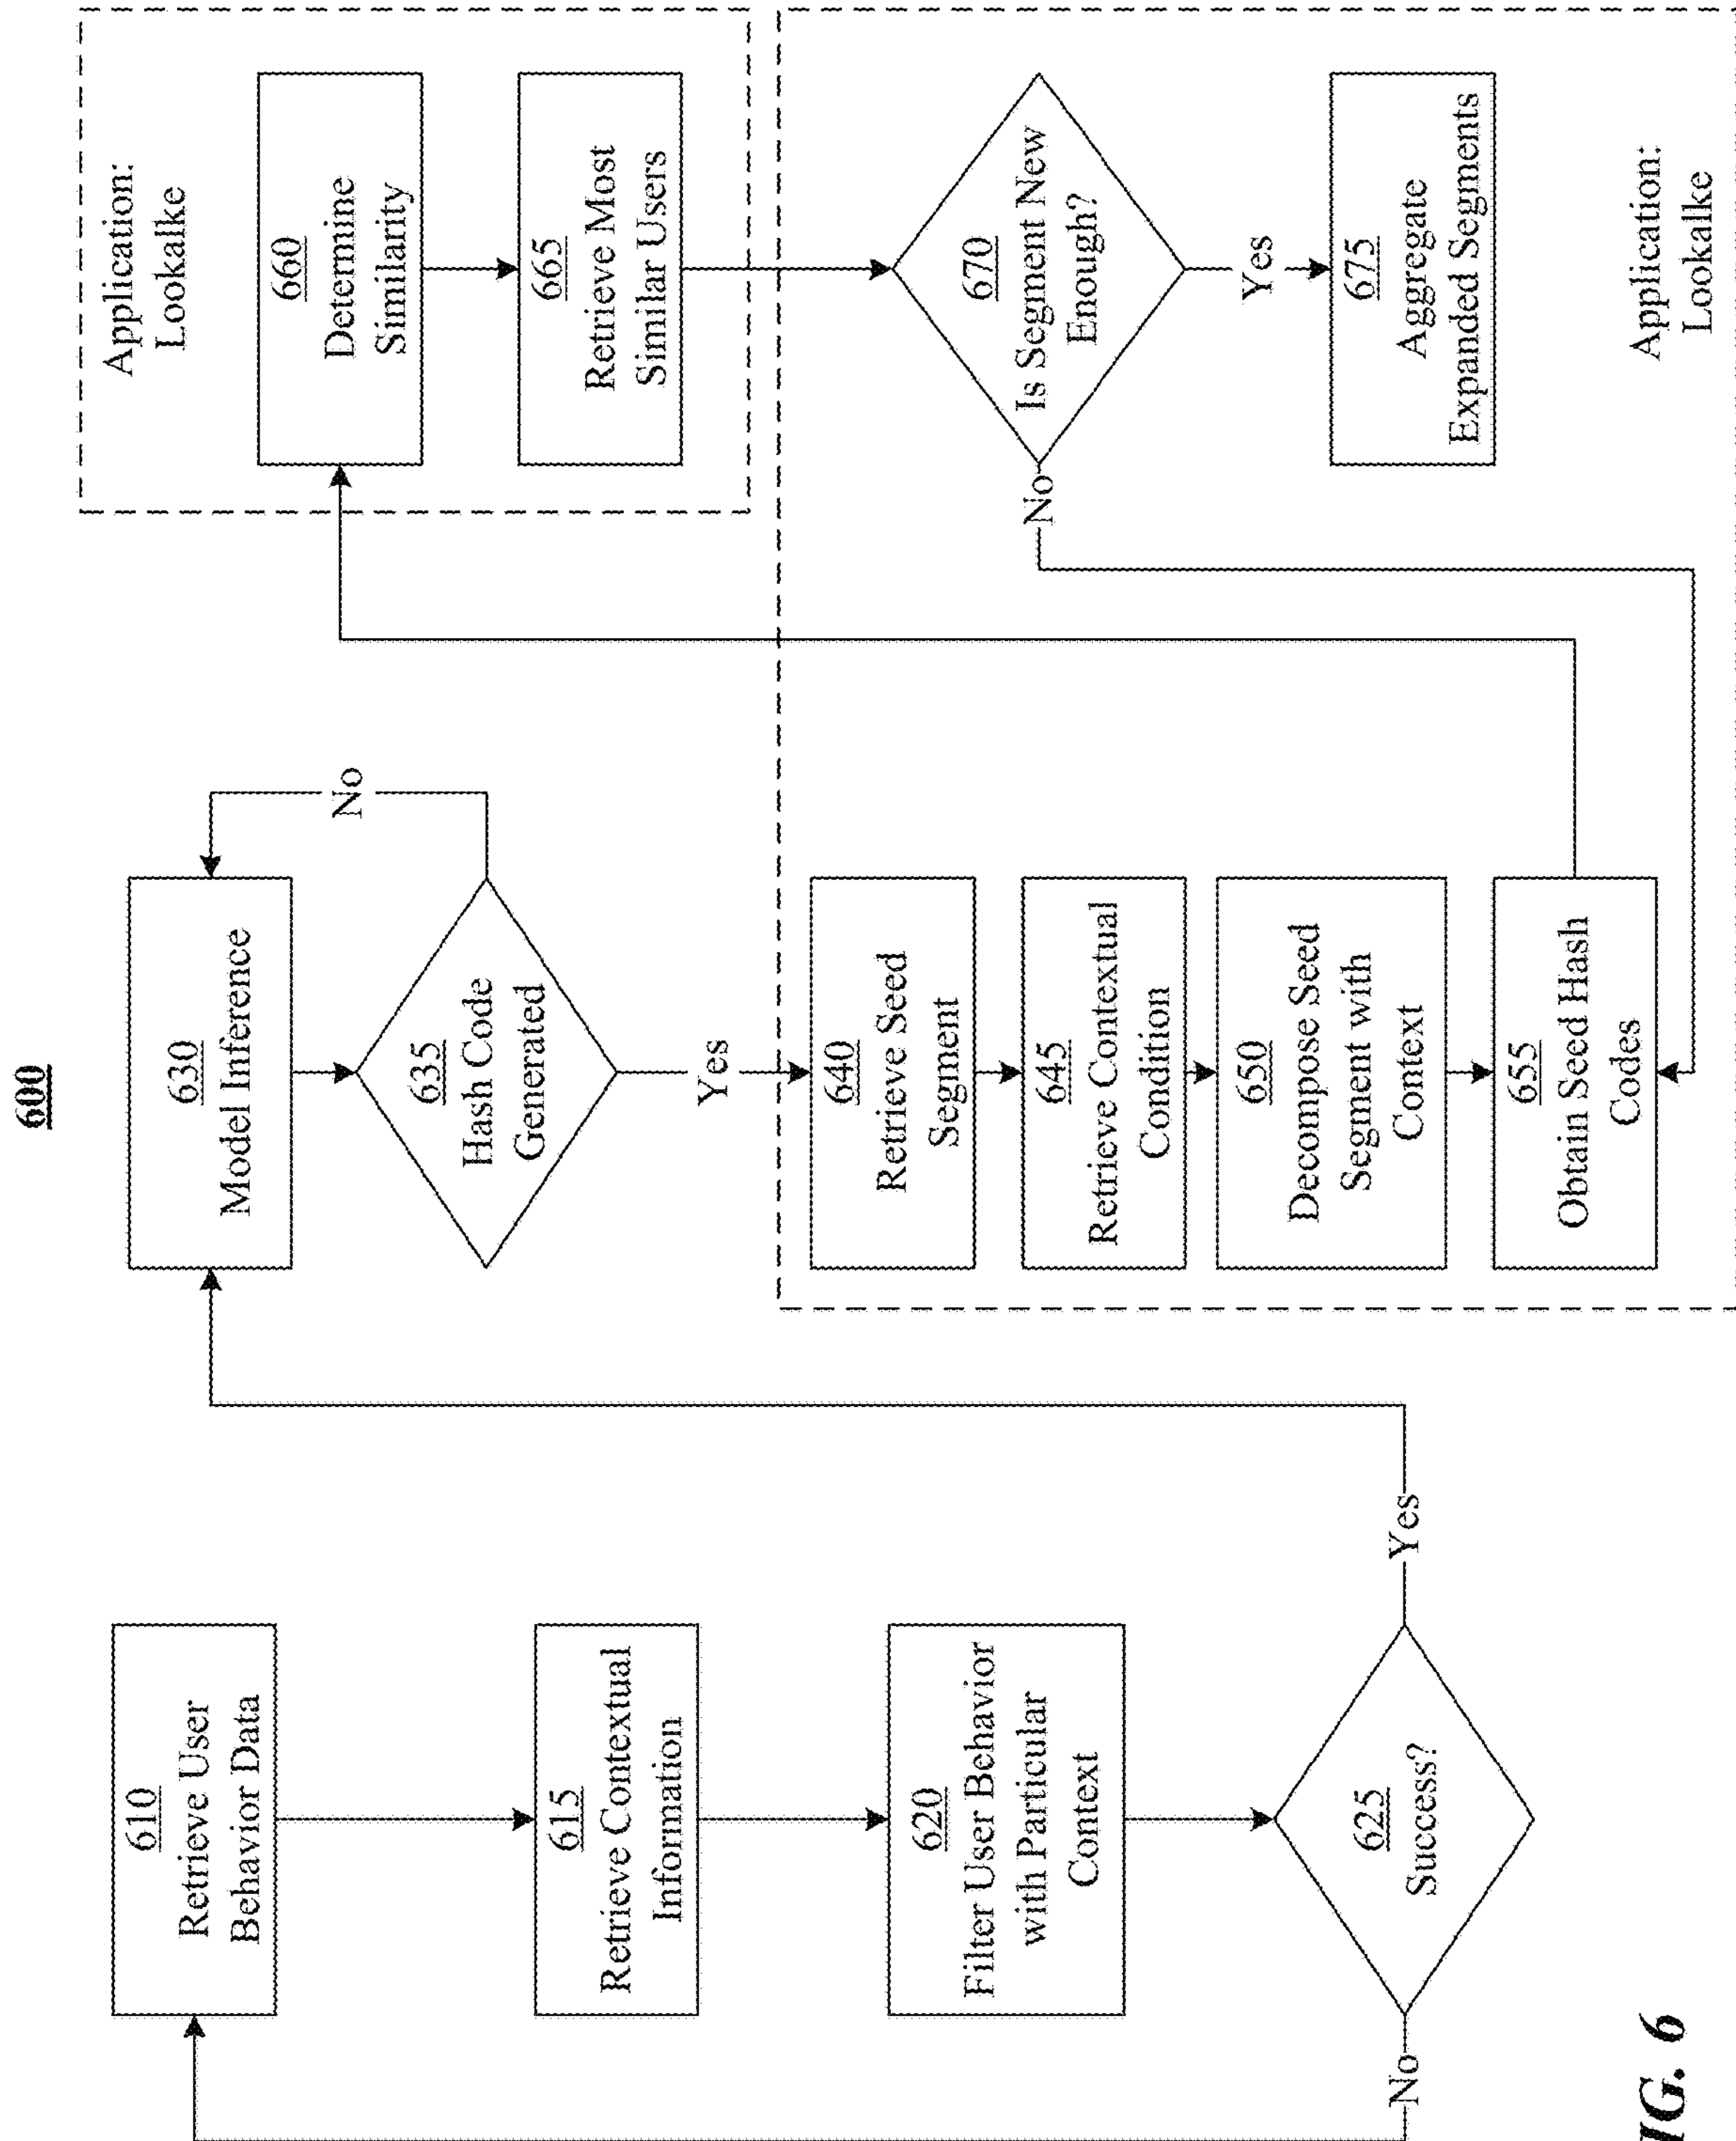 600
610
Retrieve User
Behavior Data
615
Retrieve Contextual
Information
620
Filter User Behavior
with Particular
Context
625
Success?
No
Yes
630
Model Inference
No
635
Hash Code
Generated
Yes
640
Retrieve Seed
Segment
645
Retrieve Contextual
Condition
650
Decompose Seed
Segment with
Context
655
Obtain Seed Hash
Codes
Application:
Lookalke
660
Determine
Similarity
665
Retrieve Most
Similar Users
670
Is Segment New
Enough?
No
Yes
675
Aggregate
Expanded Segments
Application:
Lookalke
IG. 6